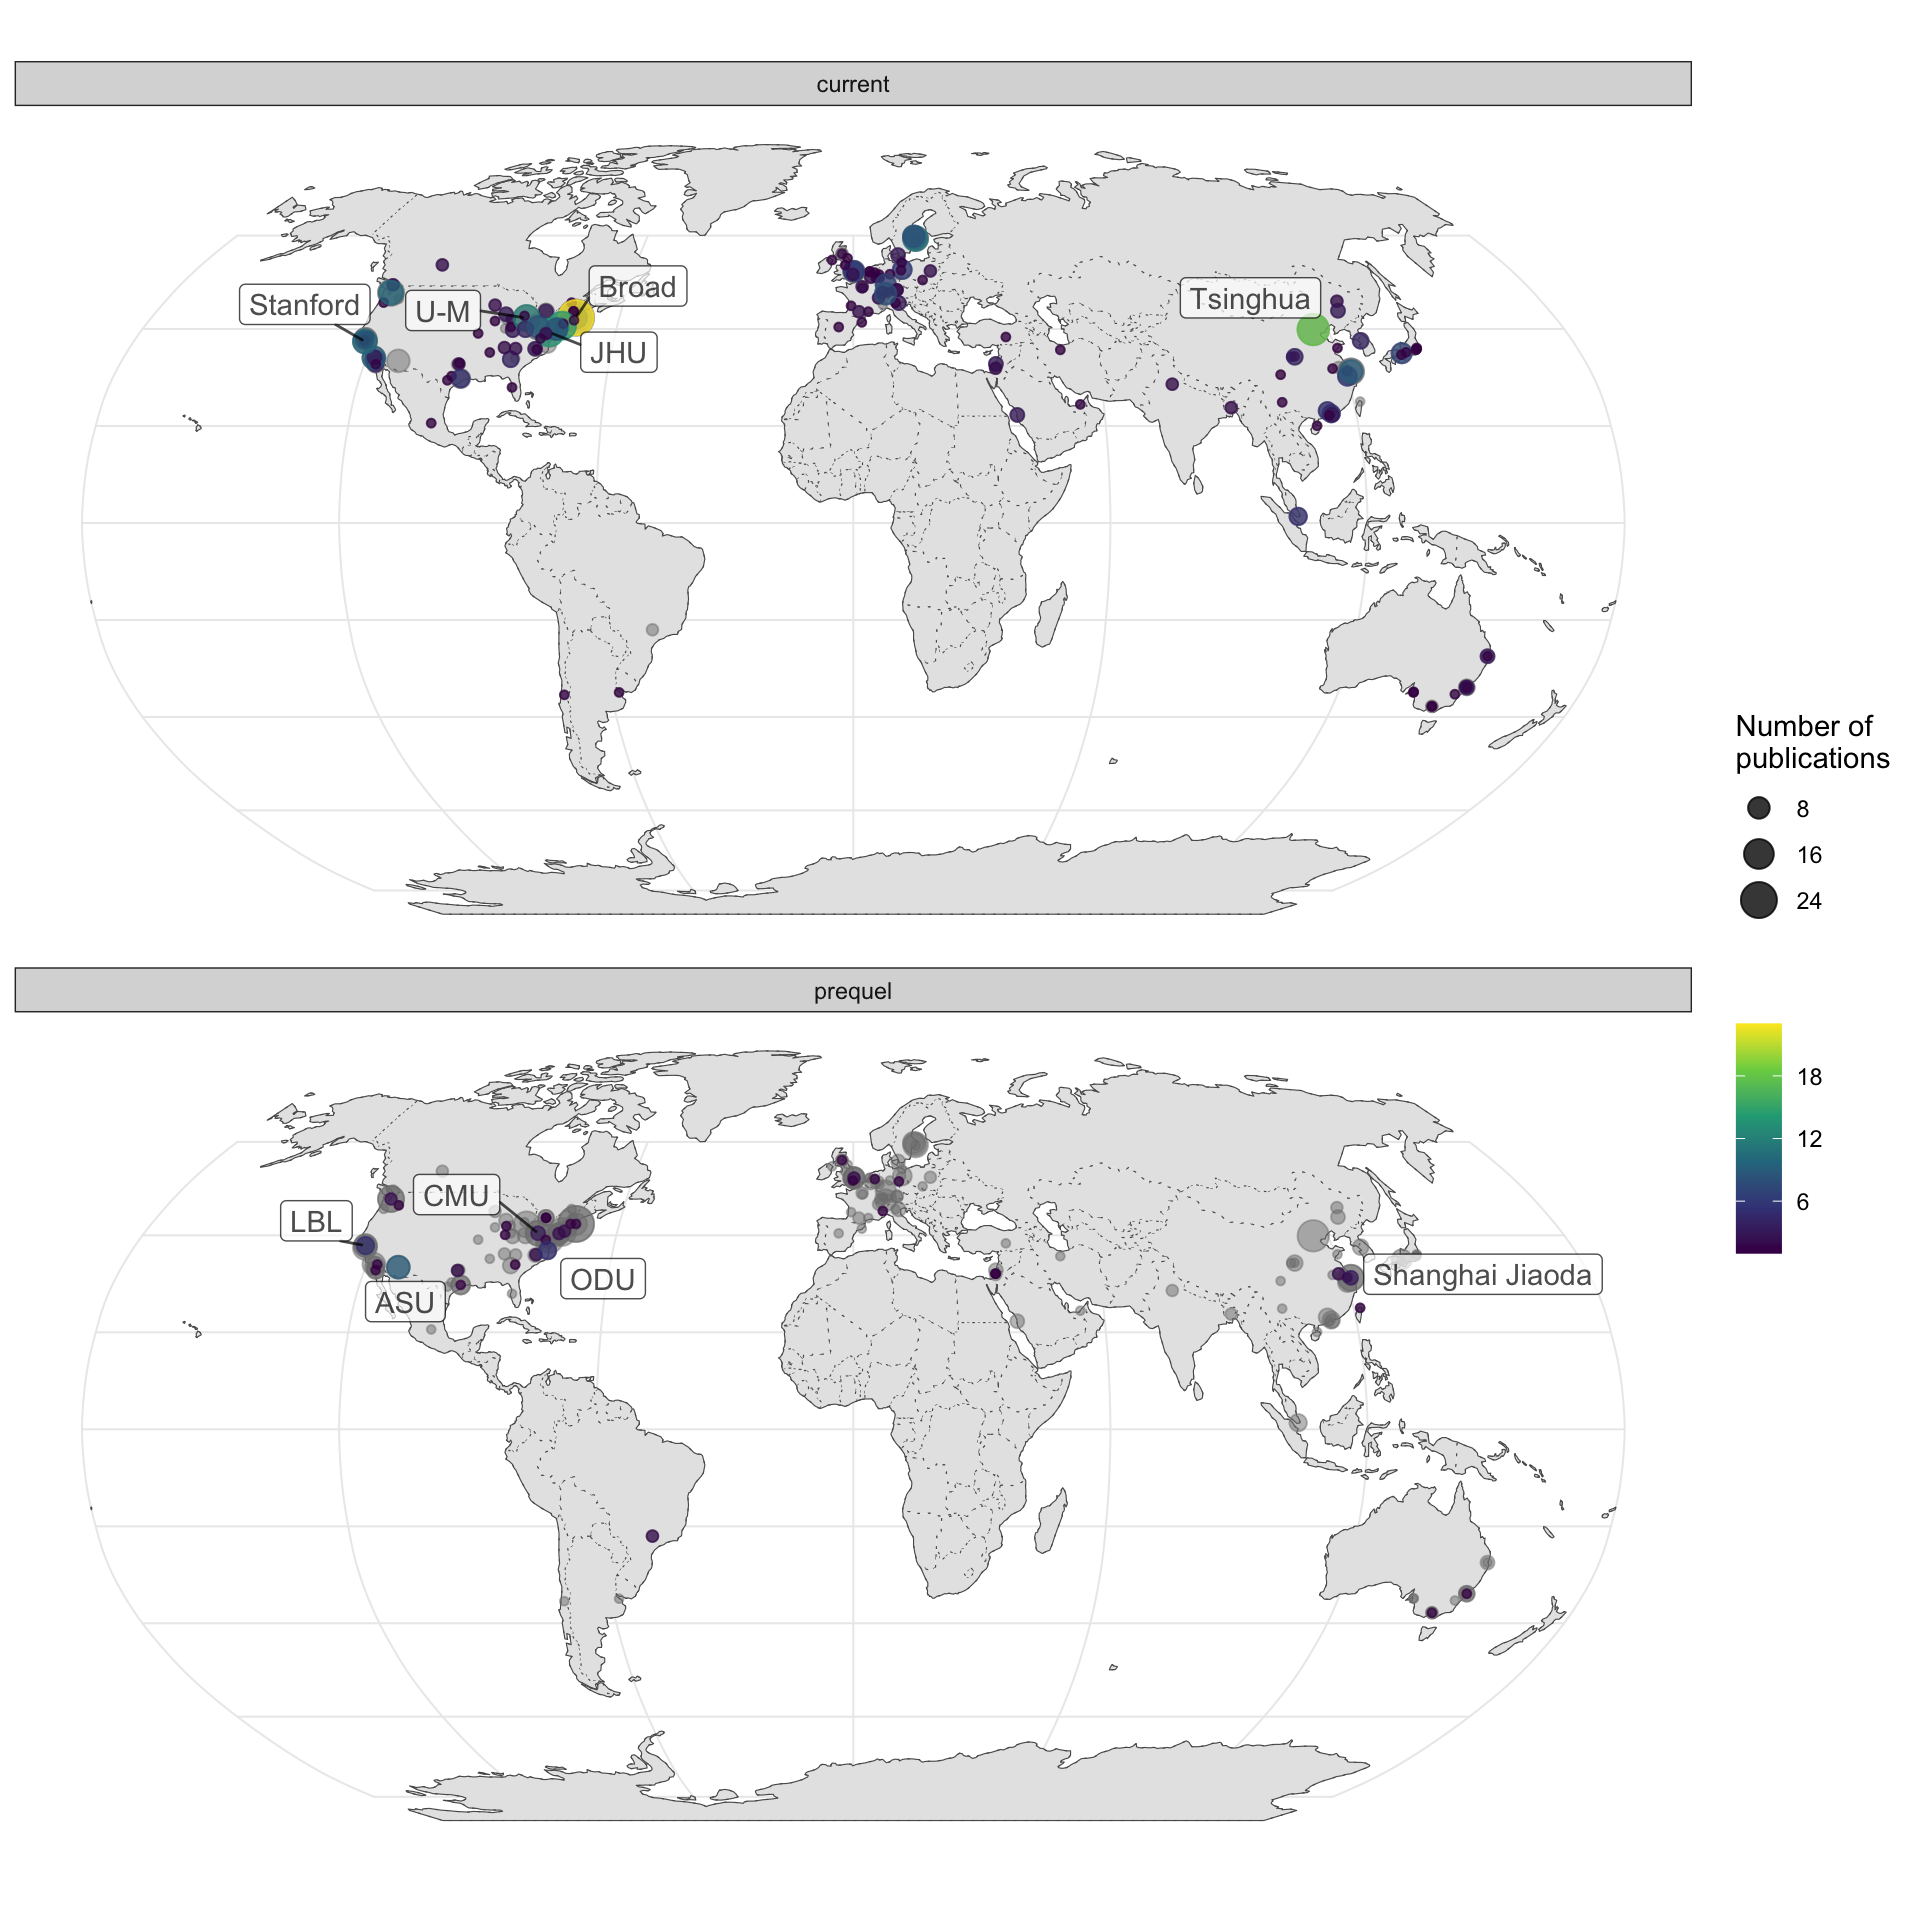 current
Stanford
U-M
Broad
JHU
Tsinghua
Number of
publications
8
16
24
prequel
18
12
6
LBL
CMU
ASU
ODU
Shanghai Jiaoda